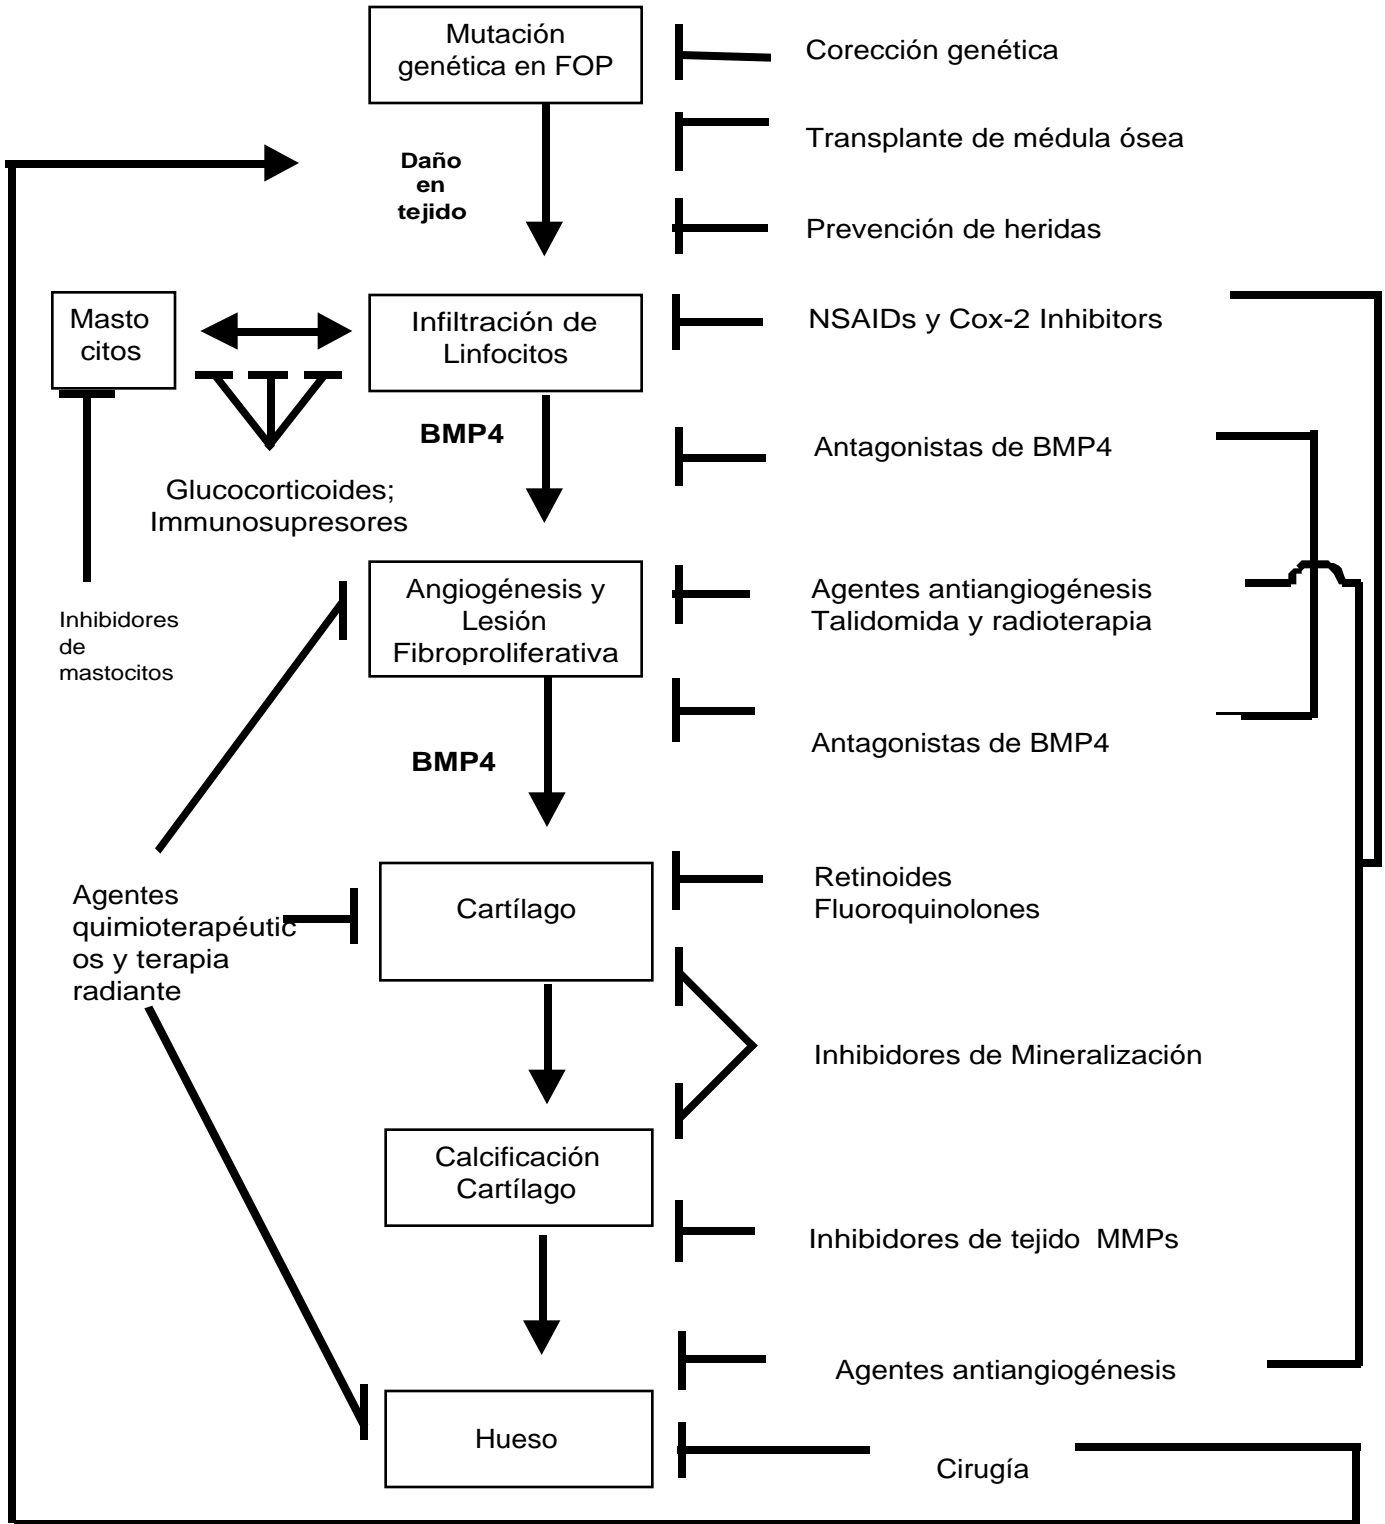 Mutación
genética en FOP
Corección genética
Transplante de médula ósea
Daño
en
tejido
Prevención de heridas
Masto
citos
Infiltración de
Linfocitos
NSAIDs y Cox-2 Inhibitors
BMP4
Antagonistas de BMP4
Glucocorticoides;
Immunosupresores
Angiogénesis y
Lesión
Fibroproliferativa
Agentes antiangiogénesis
Talidomida y radioterapia
Inhibidores
de
mastocitos
BMP4
Antagonistas de BMP4
Agentes
quimioterapéutic
os y terapia
radiante
Cartílago
Retinoides
Fluoroquinolones
Inhibidores de Mineralización
Calcificación
Cartílago
Inhibidores de tejido MMPs
Agentes antiangiogénesis
Hueso
Cirugía